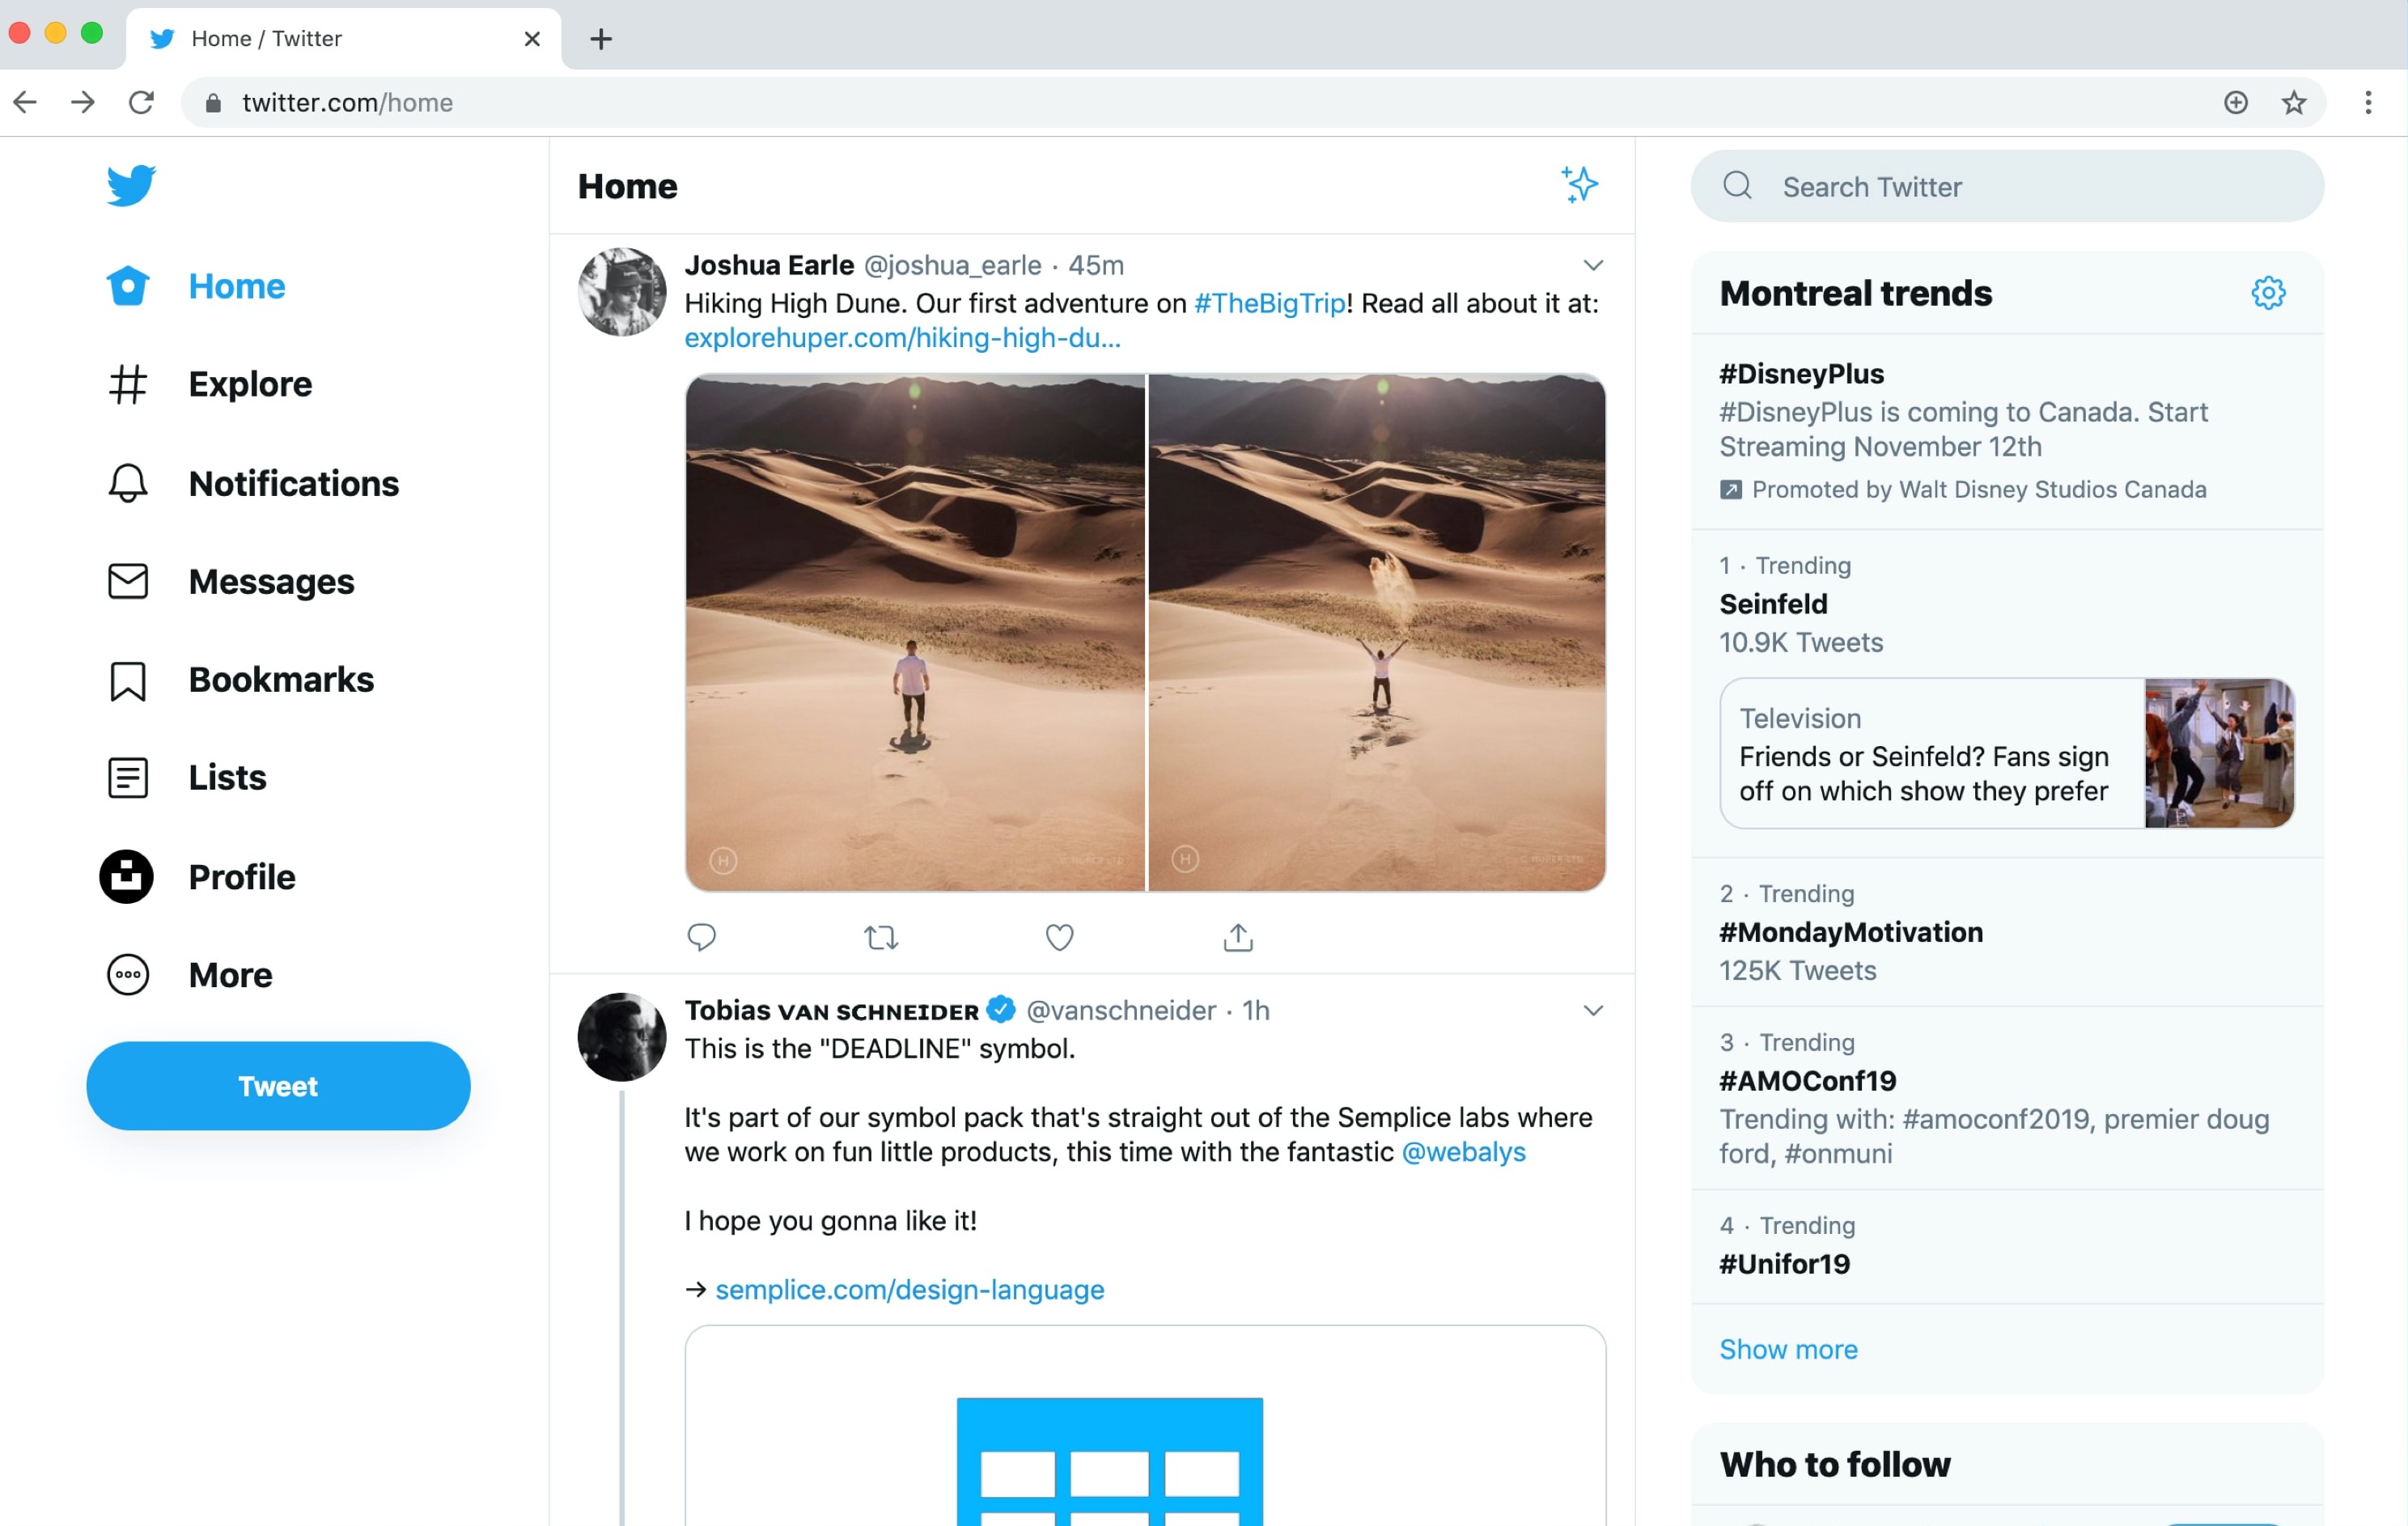 Home / Twitter
twitter.com/home
Home
Explore
Notifications
Messages
Bookmarks
Lists
Profile
More
Tweet
Home
Joshua Earle @joshua_earle · 45m
Hiking High Dune. Our first adventure on #TheBigTrip! Read all about it at:
explorehuper.com/hiking-high-du...
H
© HUPER LTD
H
© HUPER LTD
Tobias VAN SCHNEIDER @vanschneider · 1h
This is the "DEADLINE" symbol.
It's part of our symbol pack that's straight out of the Semplice labs where
we work on fun little products, this time with the fantastic @webalys
I hope you gonna like it!
→ semplice.com/design-language
Search Twitter
Montreal trends
#DisneyPlus
#DisneyPlus is coming to Canada. Start
Streaming November 12th
Promoted by Walt Disney Studios Canada
1 · Trending
Seinfeld
10.9K Tweets
Television
Friends or Seinfeld? Fans sign
off on which show they prefer
2 · Trending
#MondayMotivation
125K Tweets
3 · Trending
#AMOConf19
Trending with: #amoconf2019, premier doug
ford, #onmuni
4 · Trending
#Unifor19
Show more
Who to follow